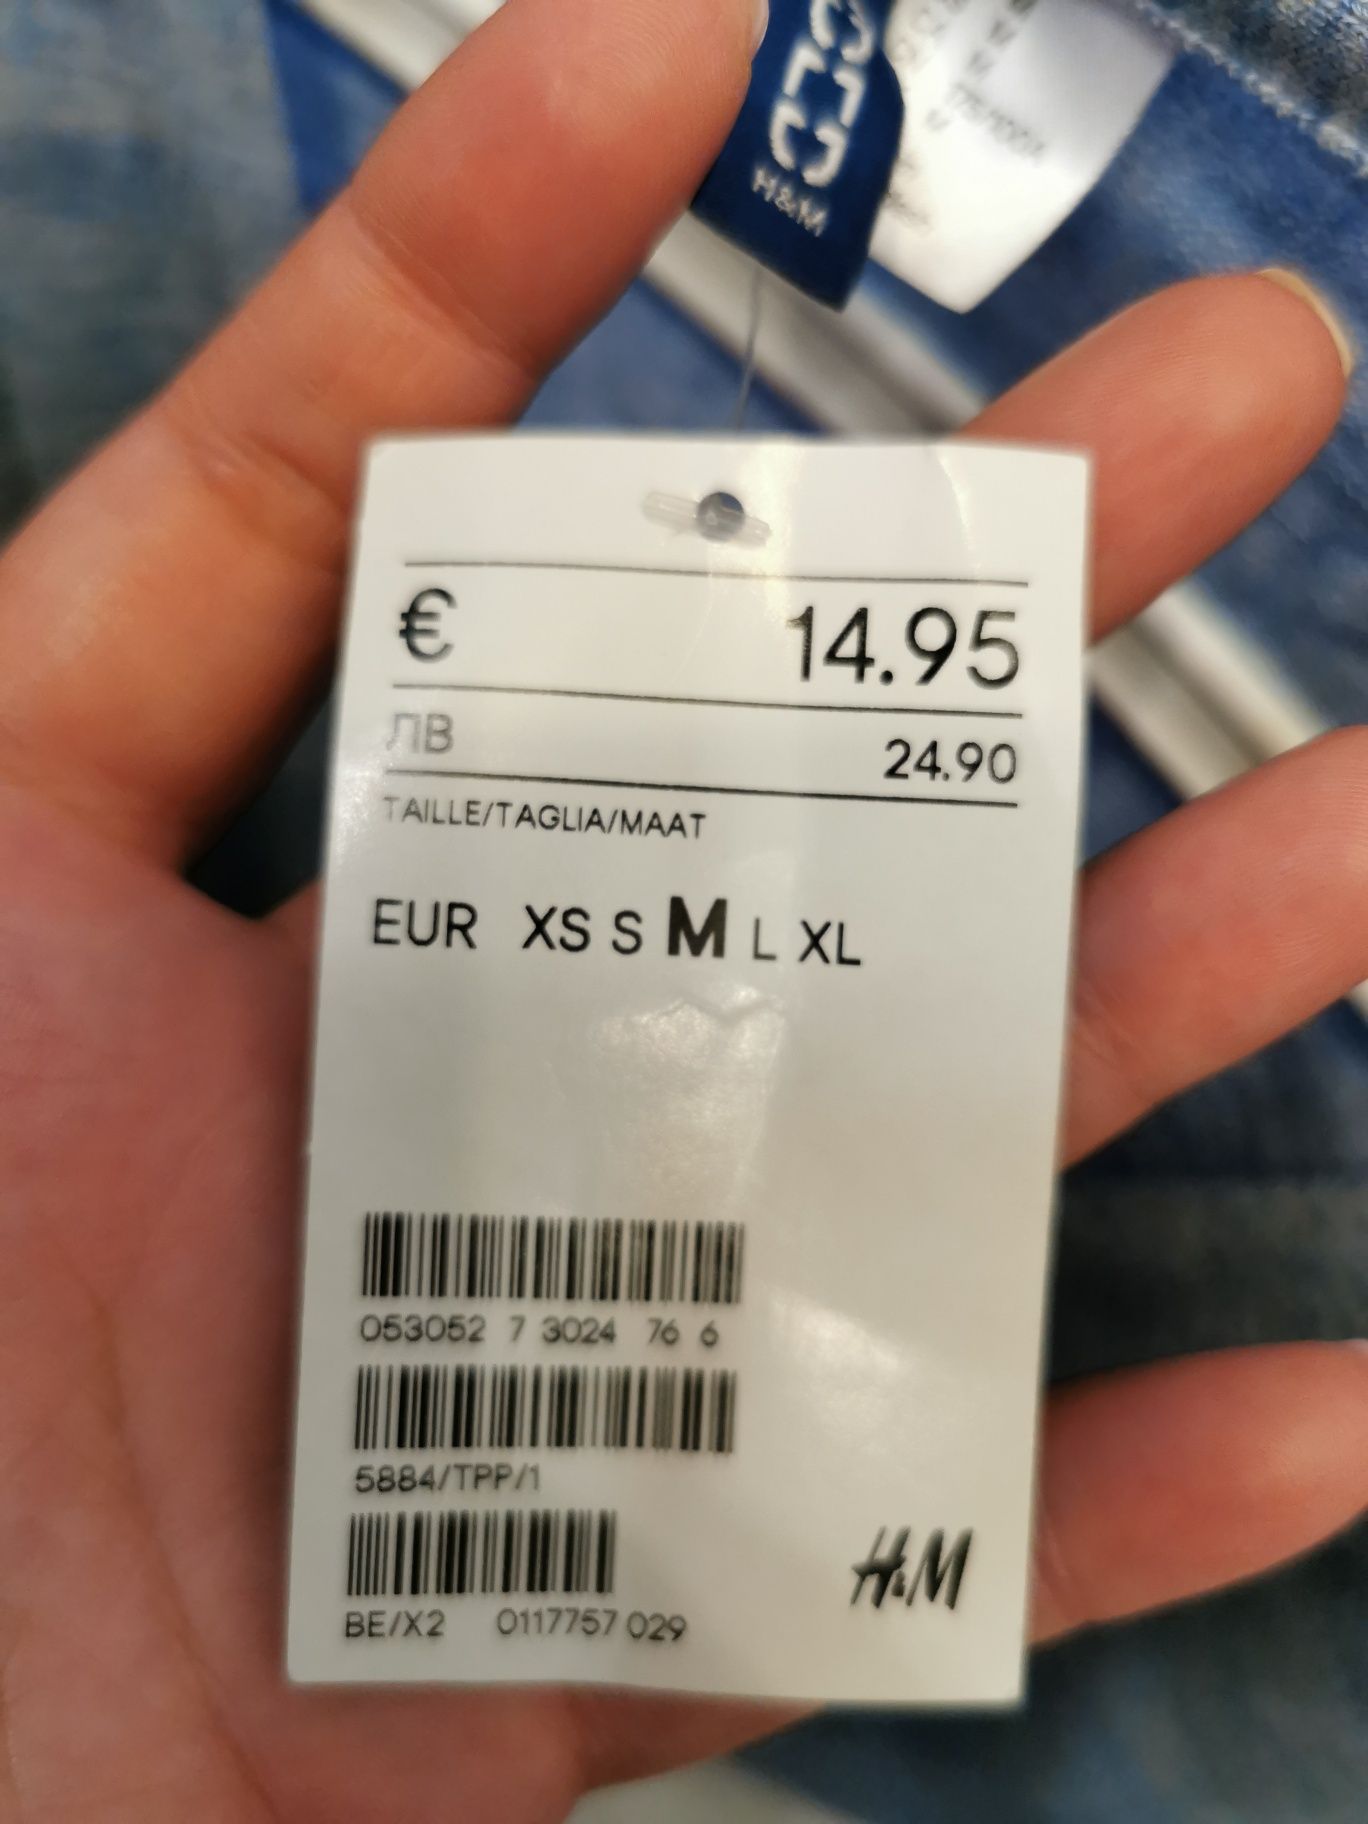 H&M
M
M
M
€ 14.95
ЛВ 24.90
TAILLE/TAGLIA/MAAT
EUR XS S M L XL
053052 7 3024 76 6
5884/TPP/1
BE/X2 0117757 029
H&M